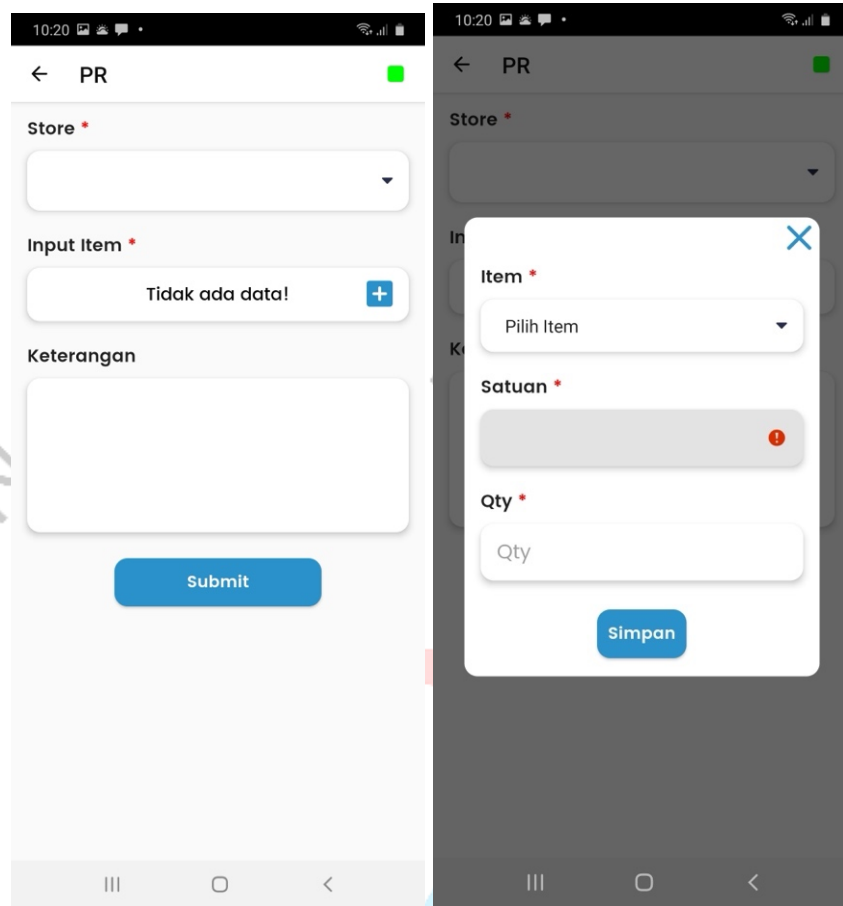 10:20
PR
Store *
Input Item *
Tidak ada data!
Keterangan
Submit
10:20
PR
Store *
In
Item *
Pilih Item
Ke
Satuan *
Qty *
Qty
Simpan